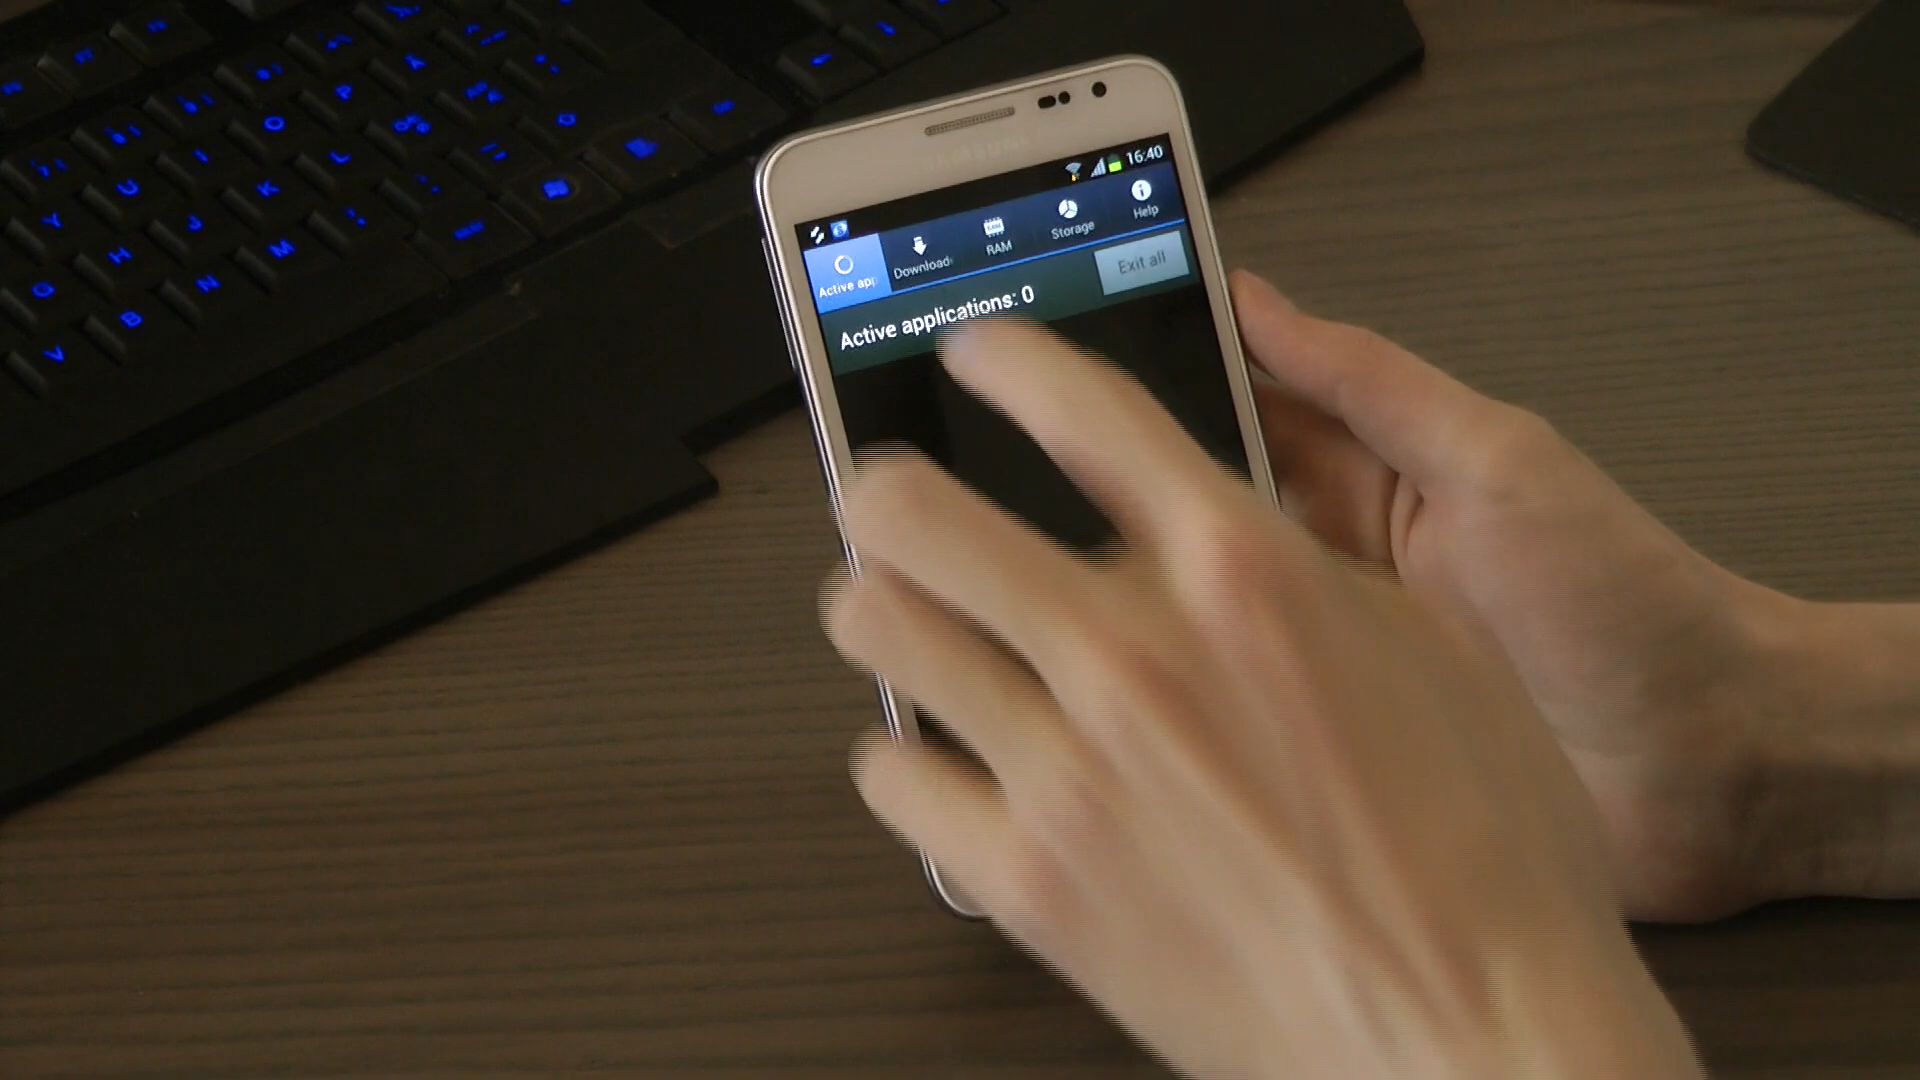 16:40
Active app
Download
RAM
Storage
Help
Active applications: 0
Exit all
P
Å
O
I
L
U
K
Y
J
H
M
N
G
B
V